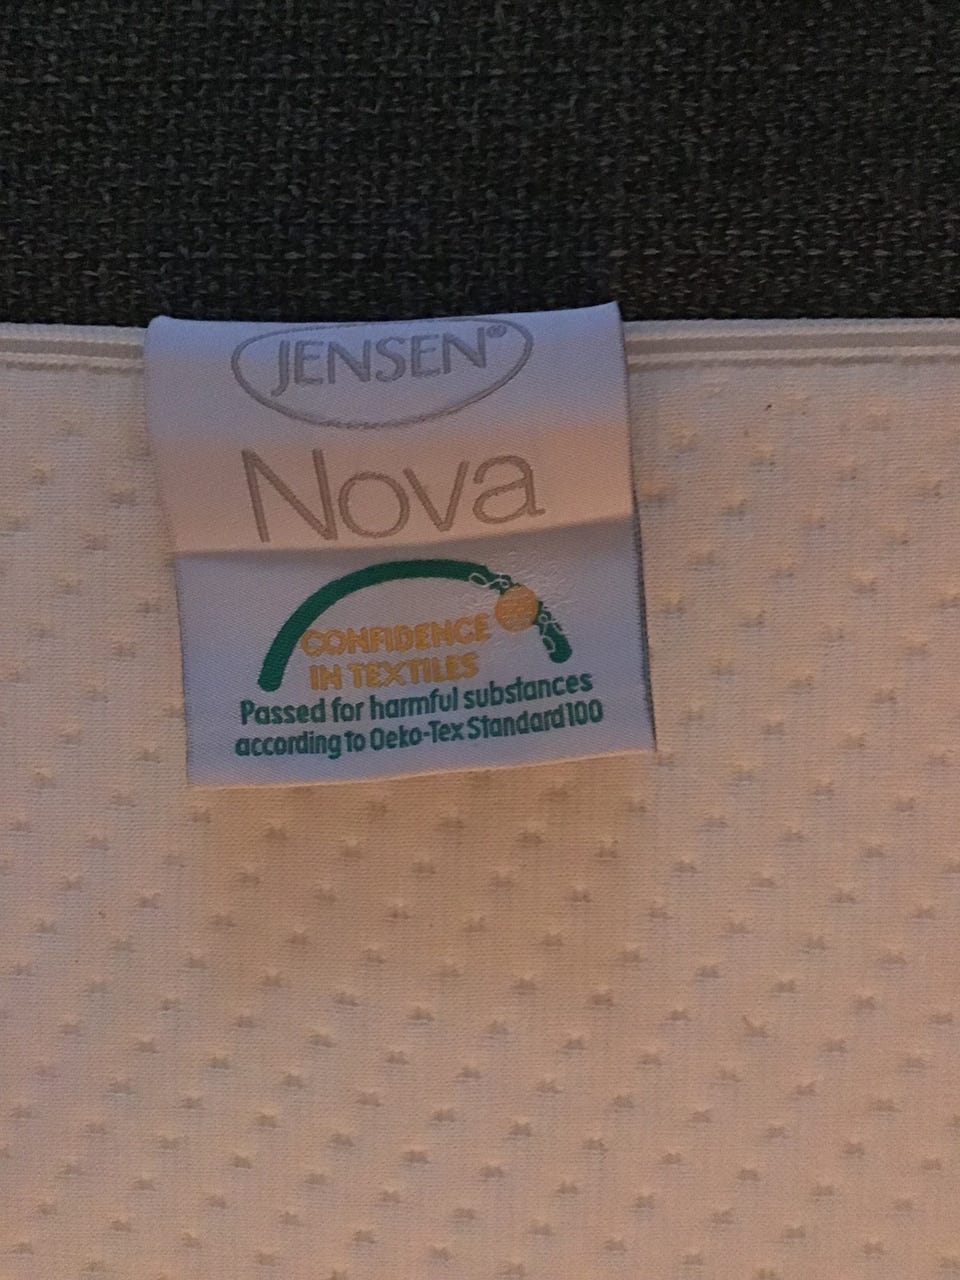 JENSEN®
Nova
CONFIDENCE
IN TEXTILES
Passed for harmful substances
according to Oeko-Tex Standard 100